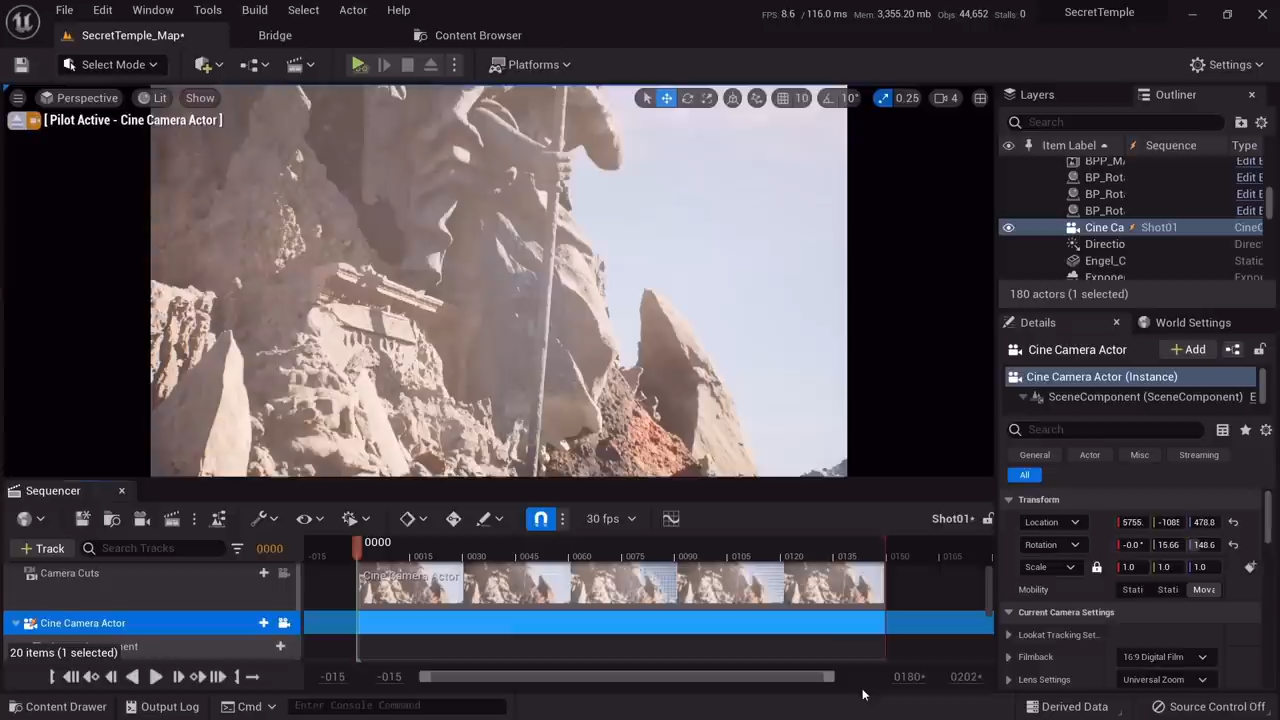 File Edit Window Tools Build Select Actor Help
FPS: 8.6 / 116.0 ms Mem: 3,355.20 mb Objs: 44,652 Stalls: 0 SecretTemple
SecretTemple_Map* Bridge Content Browser
Select Mode Platforms Settings
Perspective Lit Show 10 10° 0.25 4
[ Pilot Active - Cine Camera Actor ]
Layers Outliner
Search
Item Label Sequence Type
BP_Rot
BP_Rot
BP_Rot
Cine Ca Shot01 CineC
Directio Direc
Engel_C Static
180 actors (1 selected)
Details World Settings
Cine Camera Actor + Add
Cine Camera Actor (Instance)
SceneComponent (SceneComponent) E
Search
General Actor Misc Streaming
All
Transform
Location 5755. -1085 478.8
Rotation -0.0° 15.66 148.6
Scale 1.0 1.0 1.0
Mobility Stati Stati Mova
Current Camera Settings
Lookat Tracking Set..
Filmback 16:9 Digital Film
Lens Settings Universal Zoom
Sequencer
30 fps Shot01*
+ Track Search Tracks 0000
0000
-015 0015 0030 0045 0060 0075 0090 0105 0120 0135 0150 0165
Camera Cuts
Cine Camera Actor
Cine Camera Actor
20 items (1 selected)
-015 -015 0180* 0202*
Content Drawer Output Log Cmd Enter Console Command Derived Data Source Control Off